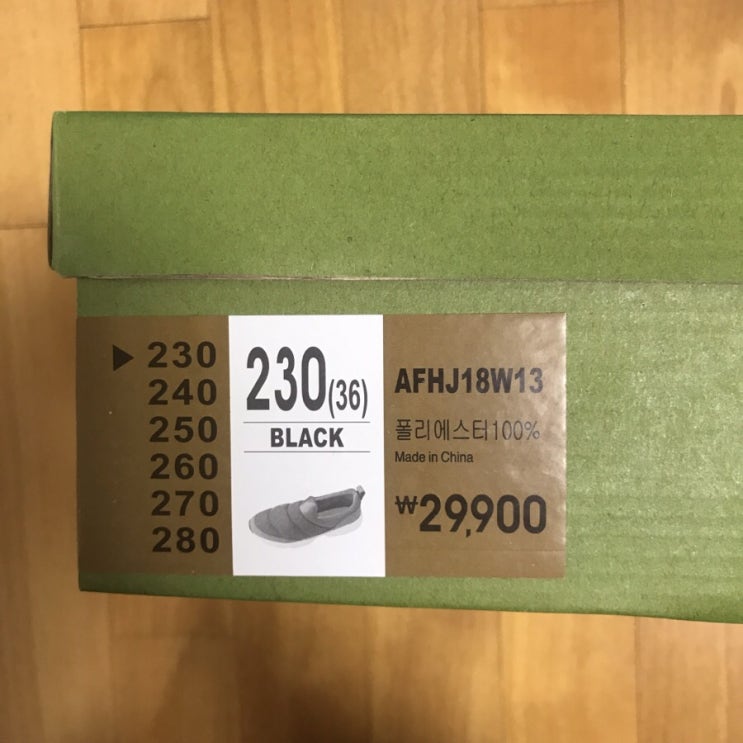 ▶ 230
240
250
260
270
280
230(36)
BLACK
AFHJ18W13
폴리에스터100%
Made in China
₩29,900